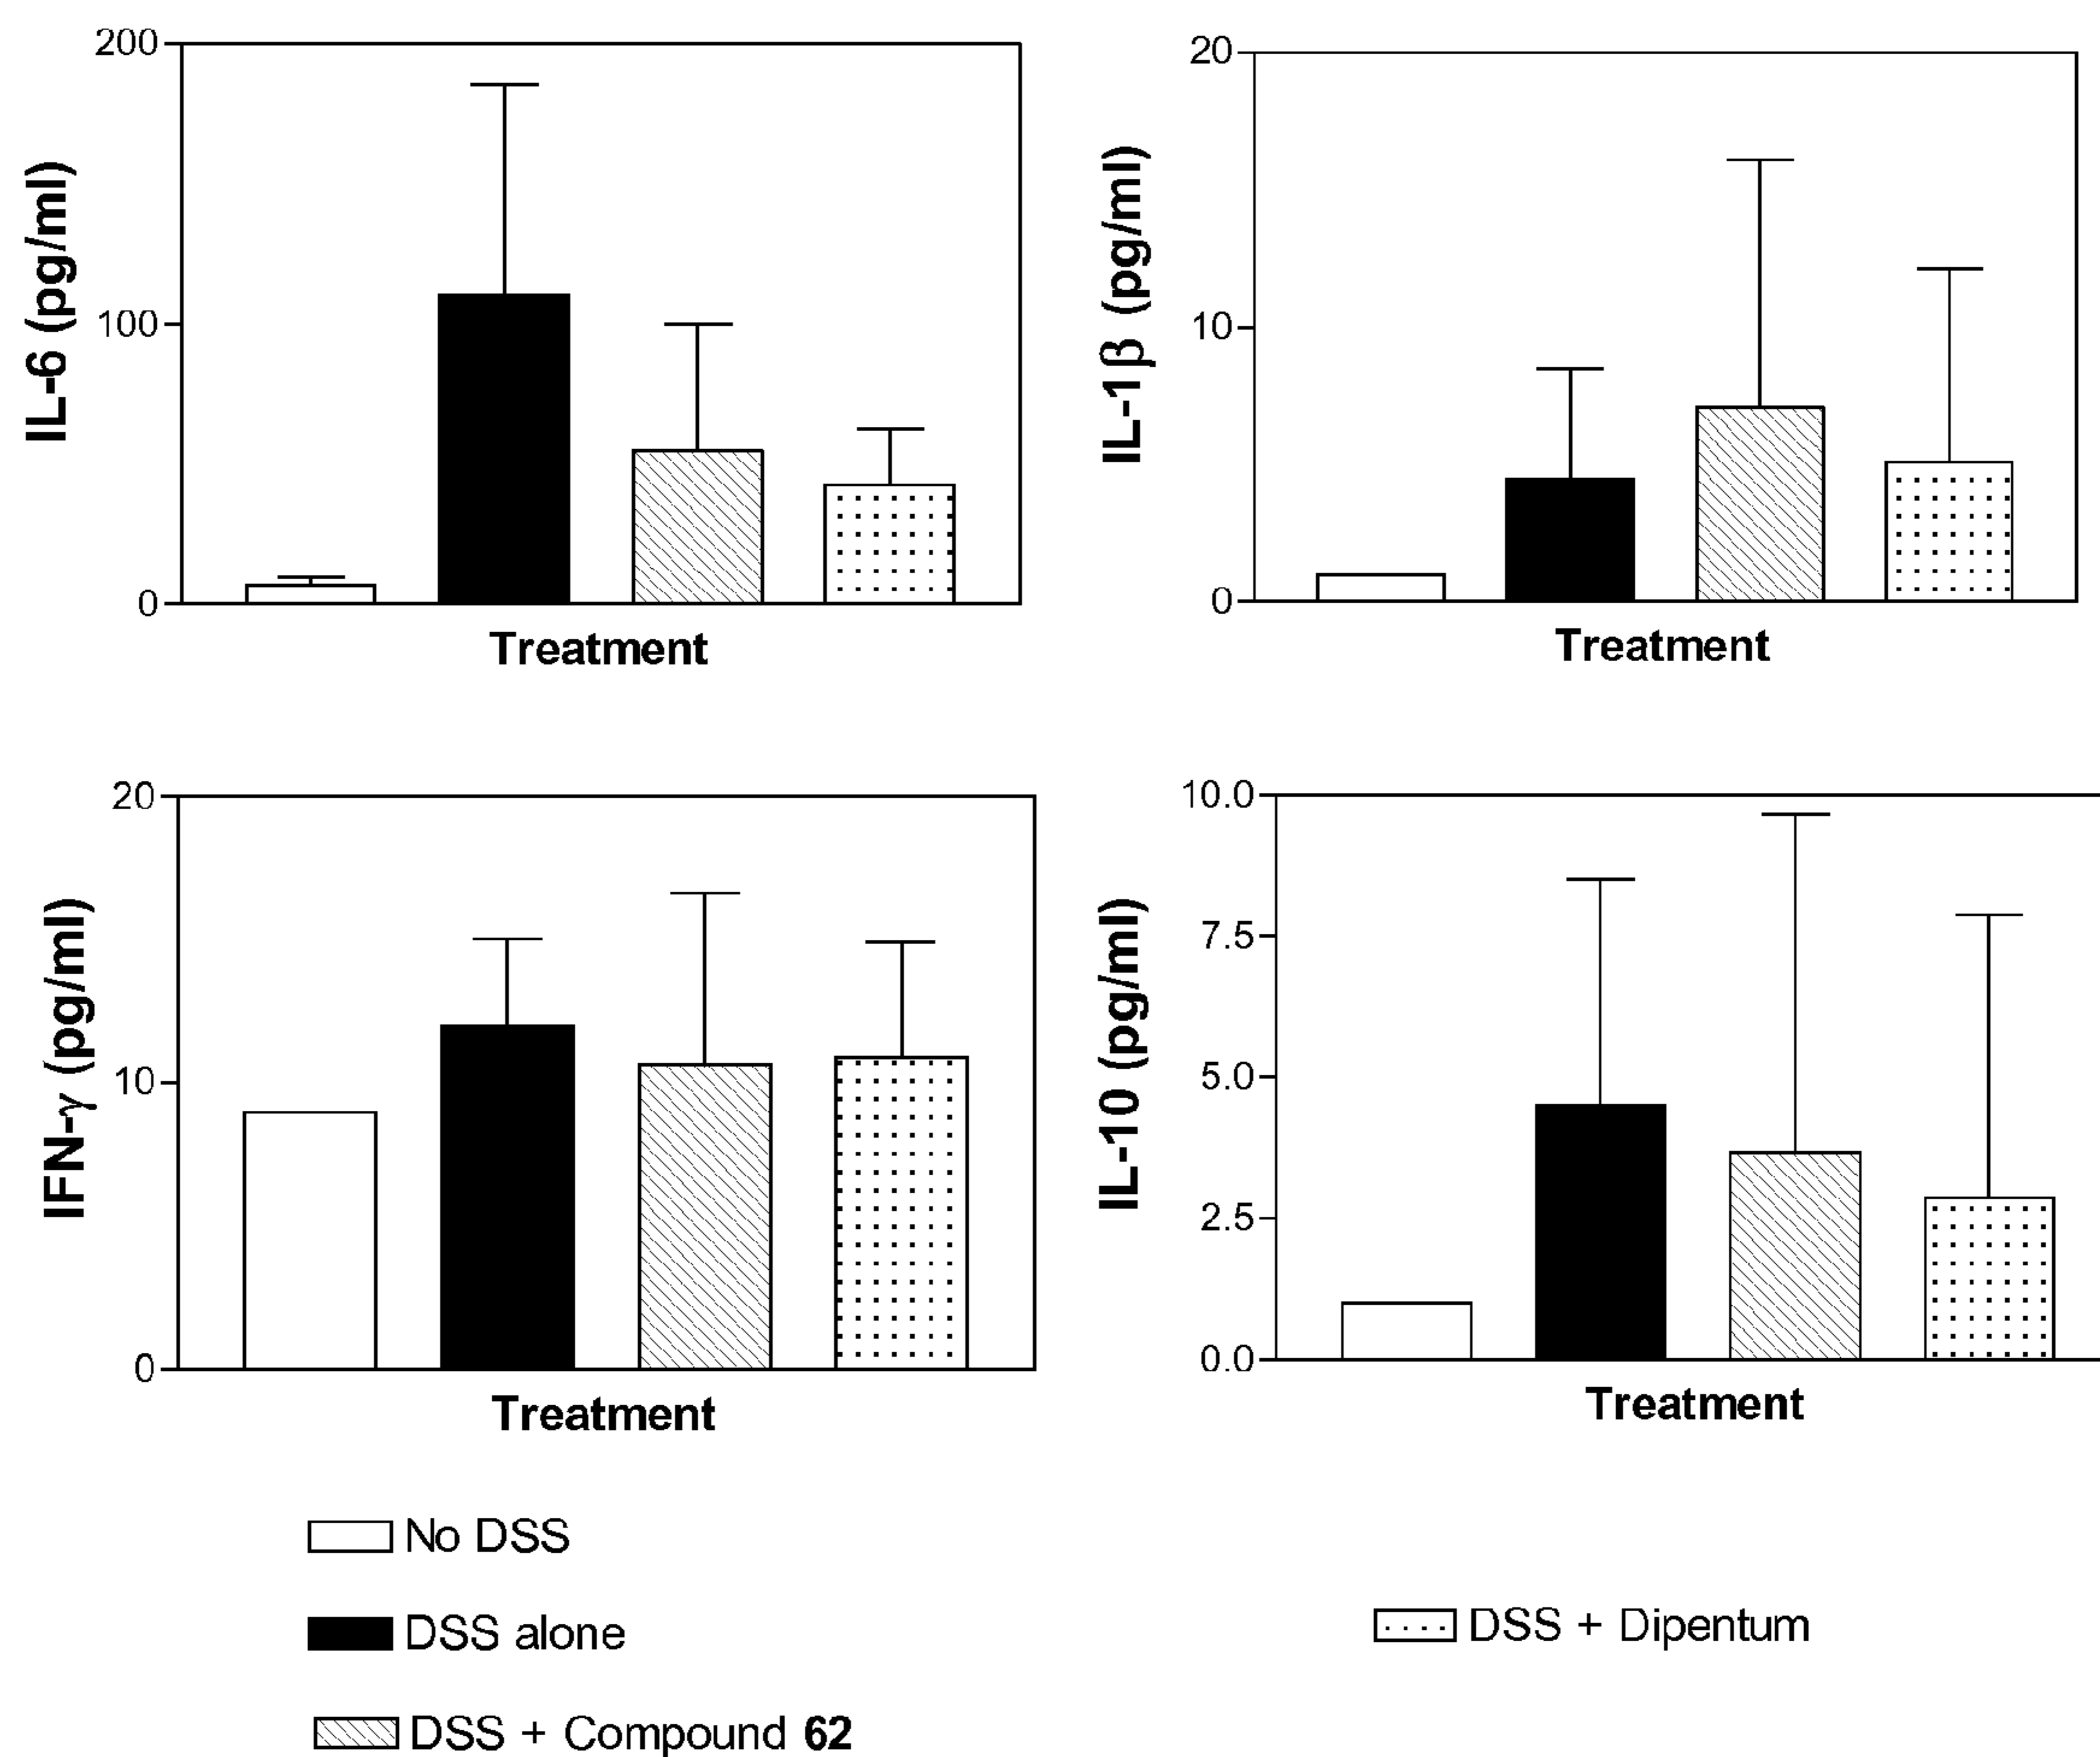 200
100
0
IL-6 (pg/ml)
Treatment
20
10
0
IL-1β (pg/ml)
Treatment
20
10
0
IFN-γ (pg/ml)
Treatment
10.0
7.5
5.0
2.5
0.0
IL-10 (pg/ml)
Treatment
No DSS
DSS alone
DSS + Compound 62
DSS + Dipentum